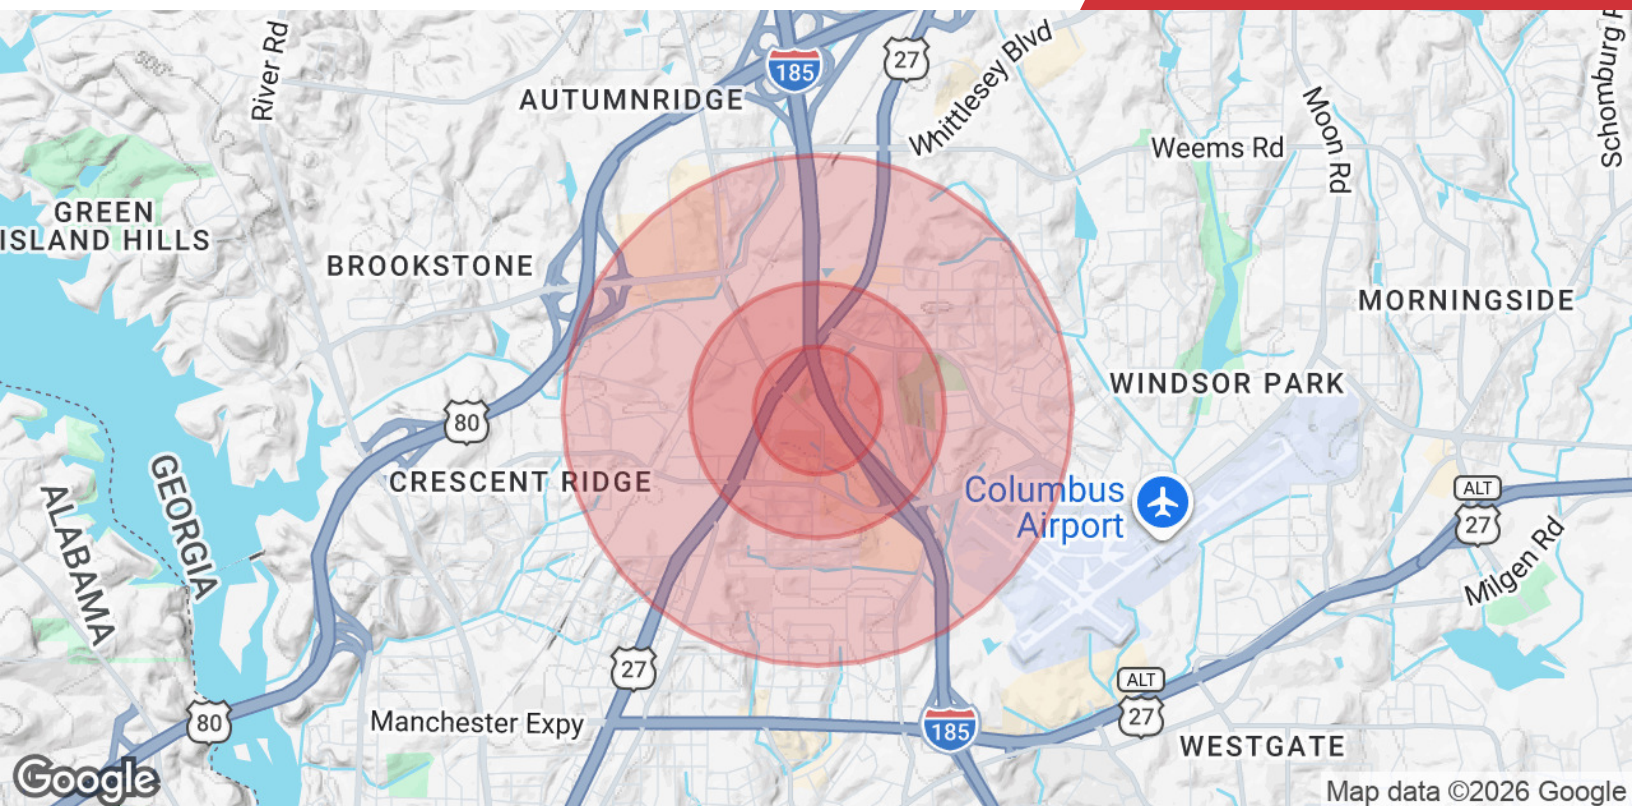 River Rd
185
27
Whittlesey Blvd
AUTUMNRIDGE
Moon Rd
Weems Rd
GREEN
ISLAND HILLS
BROOKSTONE
MORNINGSIDE
WINDSOR PARK
80
CRESCENT RIDGE
GEORGIA
ALABAMA
Columbus
Airport
ALT
27
Milgen Rd
27
ALT
27
80
Manchester Expy
185
WESTGATE
Google
Map data ©2026 Google
Schomburg